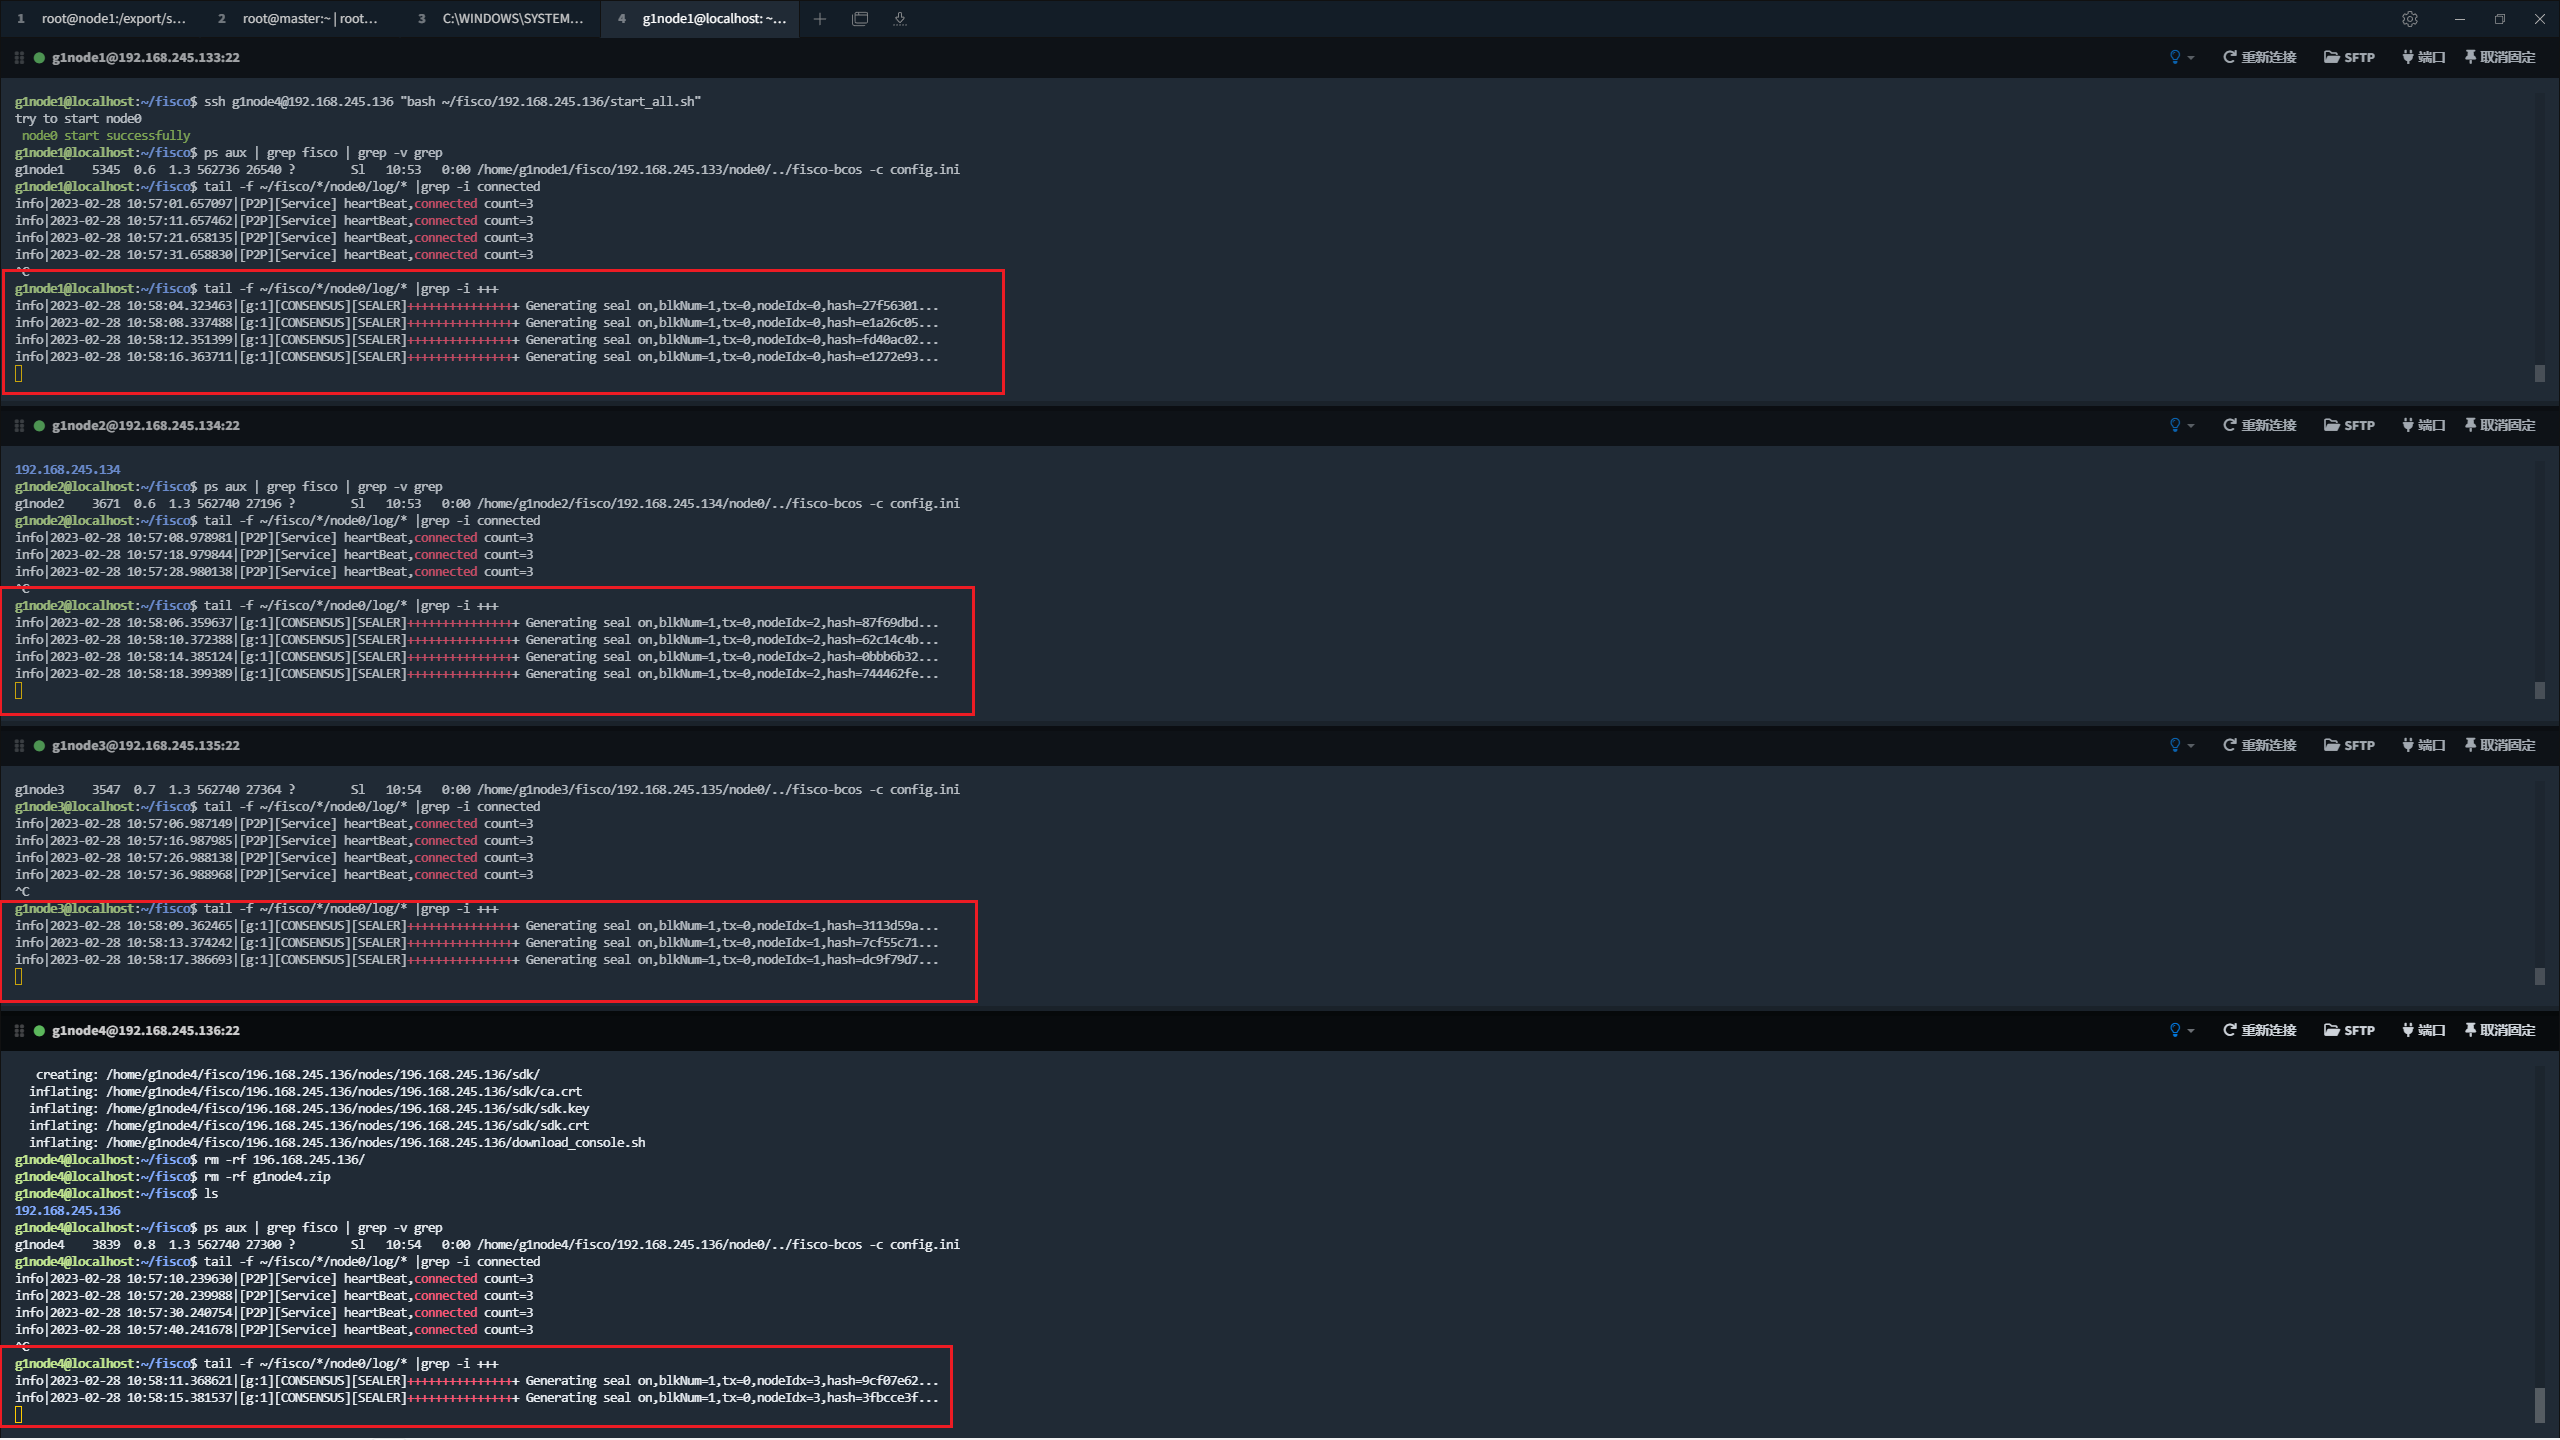 1 root@node1:/export/s... 2 root@master:~ | root... 3 C:\WINDOWS\SYSTEM... 4 g1node1@localhost: ~...
g1node1@192.168.245.133:22 重新连接 SFTP 端口 取消固定
g1node1@localhost:~/fisco$ ssh g1node4@192.168.245.136 "bash ~/fisco/192.168.245.136/start_all.sh"
try to start node0
 node0 start successfully
g1node1@localhost:~/fisco$ ps aux | grep fisco | grep -v grep
g1node1    5345  0.6  1.3 562736 26540 ?        Sl   10:53   0:00 /home/g1node1/fisco/192.168.245.133/node0/../fisco-bcos -c config.ini
g1node1@localhost:~/fisco$ tail -f ~/fisco/*/node0/log/* |grep -i connected
info|2023-02-28 10:57:01.657097|[P2P][Service] heartBeat,connected count=3
info|2023-02-28 10:57:11.657462|[P2P][Service] heartBeat,connected count=3
info|2023-02-28 10:57:21.658135|[P2P][Service] heartBeat,connected count=3
info|2023-02-28 10:57:31.658830|[P2P][Service] heartBeat,connected count=3
^C
g1node1@localhost:~/fisco$ tail -f ~/fisco/*/node0/log/* |grep -i +++
info|2023-02-28 10:58:04.323463|[g:1][CONSENSUS][SEALER]++++++++++++++++ Generating seal on,blkNum=1,tx=0,nodeIdx=0,hash=27f56301...
info|2023-02-28 10:58:08.337488|[g:1][CONSENSUS][SEALER]++++++++++++++++ Generating seal on,blkNum=1,tx=0,nodeIdx=0,hash=e1a26c05...
info|2023-02-28 10:58:12.351399|[g:1][CONSENSUS][SEALER]++++++++++++++++ Generating seal on,blkNum=1,tx=0,nodeIdx=0,hash=fd40ac02...
info|2023-02-28 10:58:16.363711|[g:1][CONSENSUS][SEALER]++++++++++++++++ Generating seal on,blkNum=1,tx=0,nodeIdx=0,hash=e1272e93...
g1node2@192.168.245.134:22 重新连接 SFTP 端口 取消固定
192.168.245.134
g1node2@localhost:~/fisco$ ps aux | grep fisco | grep -v grep
g1node2    3671  0.6  1.3 562740 27196 ?        Sl   10:53   0:00 /home/g1node2/fisco/192.168.245.134/node0/../fisco-bcos -c config.ini
g1node2@localhost:~/fisco$ tail -f ~/fisco/*/node0/log/* |grep -i connected
info|2023-02-28 10:57:08.978981|[P2P][Service] heartBeat,connected count=3
info|2023-02-28 10:57:18.979844|[P2P][Service] heartBeat,connected count=3
info|2023-02-28 10:57:28.980138|[P2P][Service] heartBeat,connected count=3
^C
g1node2@localhost:~/fisco$ tail -f ~/fisco/*/node0/log/* |grep -i +++
info|2023-02-28 10:58:06.359637|[g:1][CONSENSUS][SEALER]++++++++++++++++ Generating seal on,blkNum=1,tx=0,nodeIdx=2,hash=87f69dbd...
info|2023-02-28 10:58:10.372388|[g:1][CONSENSUS][SEALER]++++++++++++++++ Generating seal on,blkNum=1,tx=0,nodeIdx=2,hash=62c14c4b...
info|2023-02-28 10:58:14.385124|[g:1][CONSENSUS][SEALER]++++++++++++++++ Generating seal on,blkNum=1,tx=0,nodeIdx=2,hash=0bbb6b32...
info|2023-02-28 10:58:18.399389|[g:1][CONSENSUS][SEALER]++++++++++++++++ Generating seal on,blkNum=1,tx=0,nodeIdx=2,hash=744462fe...
g1node3@192.168.245.135:22 重新连接 SFTP 端口 取消固定
g1node3    3547  0.7  1.3 562740 27364 ?        Sl   10:54   0:00 /home/g1node3/fisco/192.168.245.135/node0/../fisco-bcos -c config.ini
g1node3@localhost:~/fisco$ tail -f ~/fisco/*/node0/log/* |grep -i connected
info|2023-02-28 10:57:06.987149|[P2P][Service] heartBeat,connected count=3
info|2023-02-28 10:57:16.987985|[P2P][Service] heartBeat,connected count=3
info|2023-02-28 10:57:26.988138|[P2P][Service] heartBeat,connected count=3
info|2023-02-28 10:57:36.988968|[P2P][Service] heartBeat,connected count=3
^C
g1node3@localhost:~/fisco$ tail -f ~/fisco/*/node0/log/* |grep -i +++
info|2023-02-28 10:58:09.362465|[g:1][CONSENSUS][SEALER]++++++++++++++++ Generating seal on,blkNum=1,tx=0,nodeIdx=1,hash=3113d59a...
info|2023-02-28 10:58:13.374242|[g:1][CONSENSUS][SEALER]++++++++++++++++ Generating seal on,blkNum=1,tx=0,nodeIdx=1,hash=7cf55c71...
info|2023-02-28 10:58:17.386693|[g:1][CONSENSUS][SEALER]++++++++++++++++ Generating seal on,blkNum=1,tx=0,nodeIdx=1,hash=dc9f79d7...
g1node4@192.168.245.136:22 重新连接 SFTP 端口 取消固定
   creating: /home/g1node4/fisco/196.168.245.136/nodes/196.168.245.136/sdk/
  inflating: /home/g1node4/fisco/196.168.245.136/nodes/196.168.245.136/sdk/ca.crt
  inflating: /home/g1node4/fisco/196.168.245.136/nodes/196.168.245.136/sdk/sdk.key
  inflating: /home/g1node4/fisco/196.168.245.136/nodes/196.168.245.136/sdk/sdk.crt
  inflating: /home/g1node4/fisco/196.168.245.136/nodes/196.168.245.136/download_console.sh
g1node4@localhost:~/fisco$ rm -rf 196.168.245.136/
g1node4@localhost:~/fisco$ rm -rf g1node4.zip
g1node4@localhost:~/fisco$ ls
192.168.245.136
g1node4@localhost:~/fisco$ ps aux | grep fisco | grep -v grep
g1node4    3839  0.8  1.3 562740 27300 ?        Sl   10:54   0:00 /home/g1node4/fisco/192.168.245.136/node0/../fisco-bcos -c config.ini
g1node4@localhost:~/fisco$ tail -f ~/fisco/*/node0/log/* |grep -i connected
info|2023-02-28 10:57:10.239630|[P2P][Service] heartBeat,connected count=3
info|2023-02-28 10:57:20.239988|[P2P][Service] heartBeat,connected count=3
info|2023-02-28 10:57:30.240754|[P2P][Service] heartBeat,connected count=3
info|2023-02-28 10:57:40.241678|[P2P][Service] heartBeat,connected count=3
^C
g1node4@localhost:~/fisco$ tail -f ~/fisco/*/node0/log/* |grep -i +++
info|2023-02-28 10:58:11.368621|[g:1][CONSENSUS][SEALER]++++++++++++++++ Generating seal on,blkNum=1,tx=0,nodeIdx=3,hash=9cf07e62...
info|2023-02-28 10:58:15.381537|[g:1][CONSENSUS][SEALER]++++++++++++++++ Generating seal on,blkNum=1,tx=0,nodeIdx=3,hash=3fbcce3f...